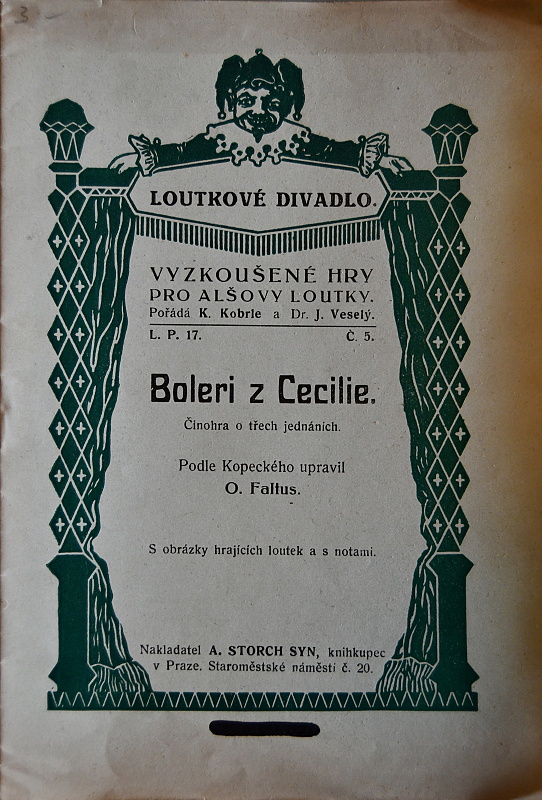 3 -
LOUTKOVÉ DIVADLO.
VYZKOUŠENÉ HRY
PRO ALŠOVY LOUTKY.
Pořádá K. Kobrle a Dr. J. Veselý.
L. P. 17. Č. 5.
Boleri z Cecilie.
Činohra o třech jednáních.
Podle Kopeckého upravil
O. Faltus.
S obrázky hrajících loutek a s notami.
Nakladatel A. STORCH SYN, knihkupec
v Praze. Staroměstské náměstí č. 20.